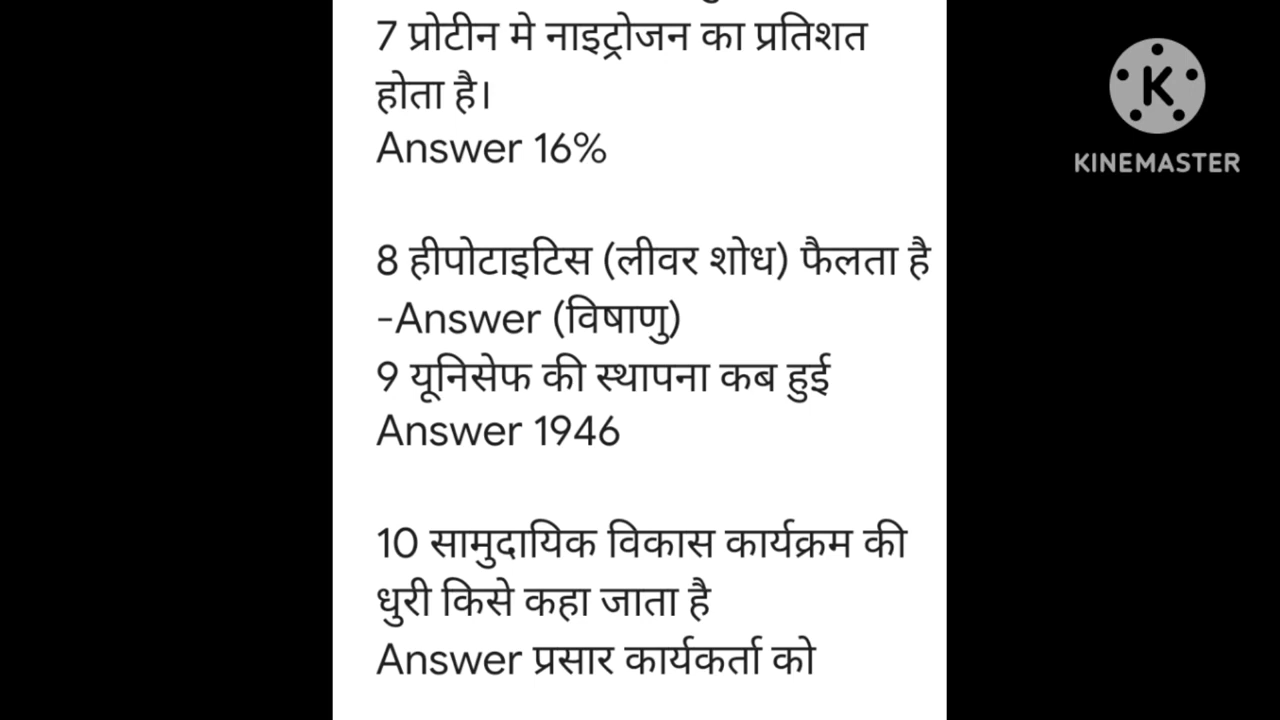 7 प्रोटीन मे नाइट्रोजन का प्रतिशत
होता है।
Answer 16%
8 हीपोटाइटिस (लीवर शोध) फैलता है
-Answer (विषाणु)
9 यूनिसेफ की स्थापना कब हुई
Answer 1946
10 सामुदायिक विकास कार्यक्रम की
धुरी किसे कहा जाता है
Answer प्रसार कार्यकर्ता को
K
KINEMASTER